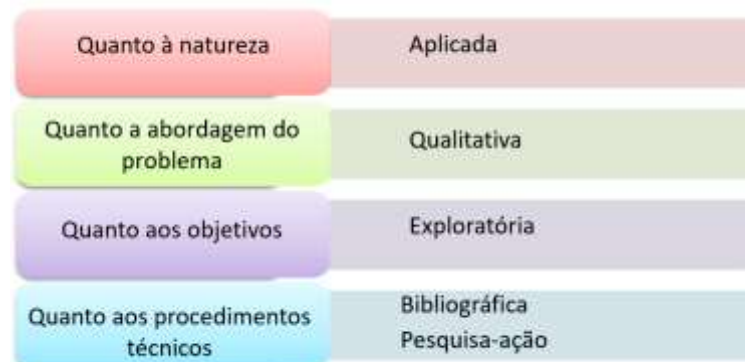 Quanto à natureza
Aplicada
Quanto a abordagem do
problema
Qualitativa
Quanto aos objetivos
Exploratória
Quanto aos procedimentos
técnicos
Bibliográfica
Pesquisa-ação